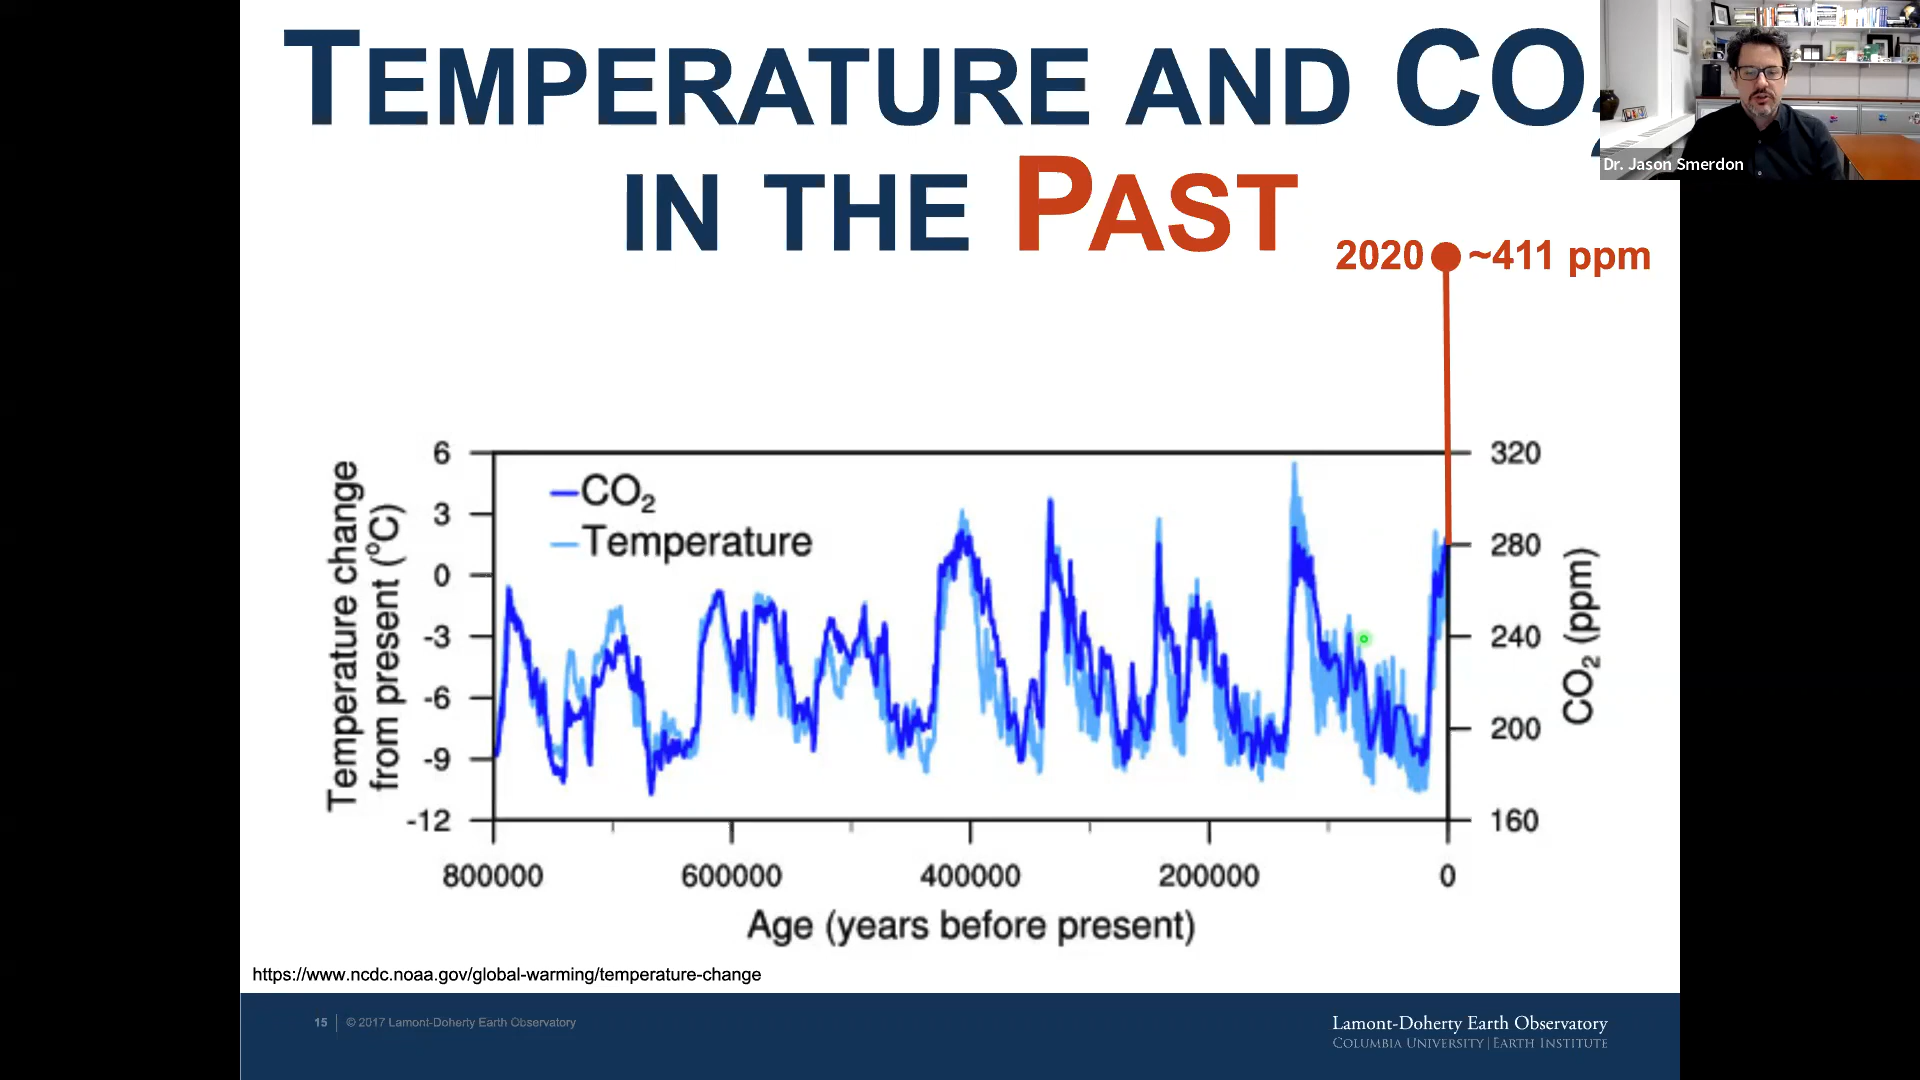 TEMPERATURE AND CO₂
IN THE PAST
Dr. Jason Smerdon
2020 ~411 ppm
Temperature change
from present (°C)
6
3
0
-3
-6
-9
-12
CO₂
Temperature
320
280
240
200
160
CO₂ (ppm)
800000 600000 400000 200000 0
Age (years before present)
https://www.ncdc.noaa.gov/global-warming/temperature-change
15 | © 2017 Lamont-Doherty Earth Observatory
Lamont-Doherty Earth Observatory
COLUMBIA UNIVERSITY | EARTH INSTITUTE